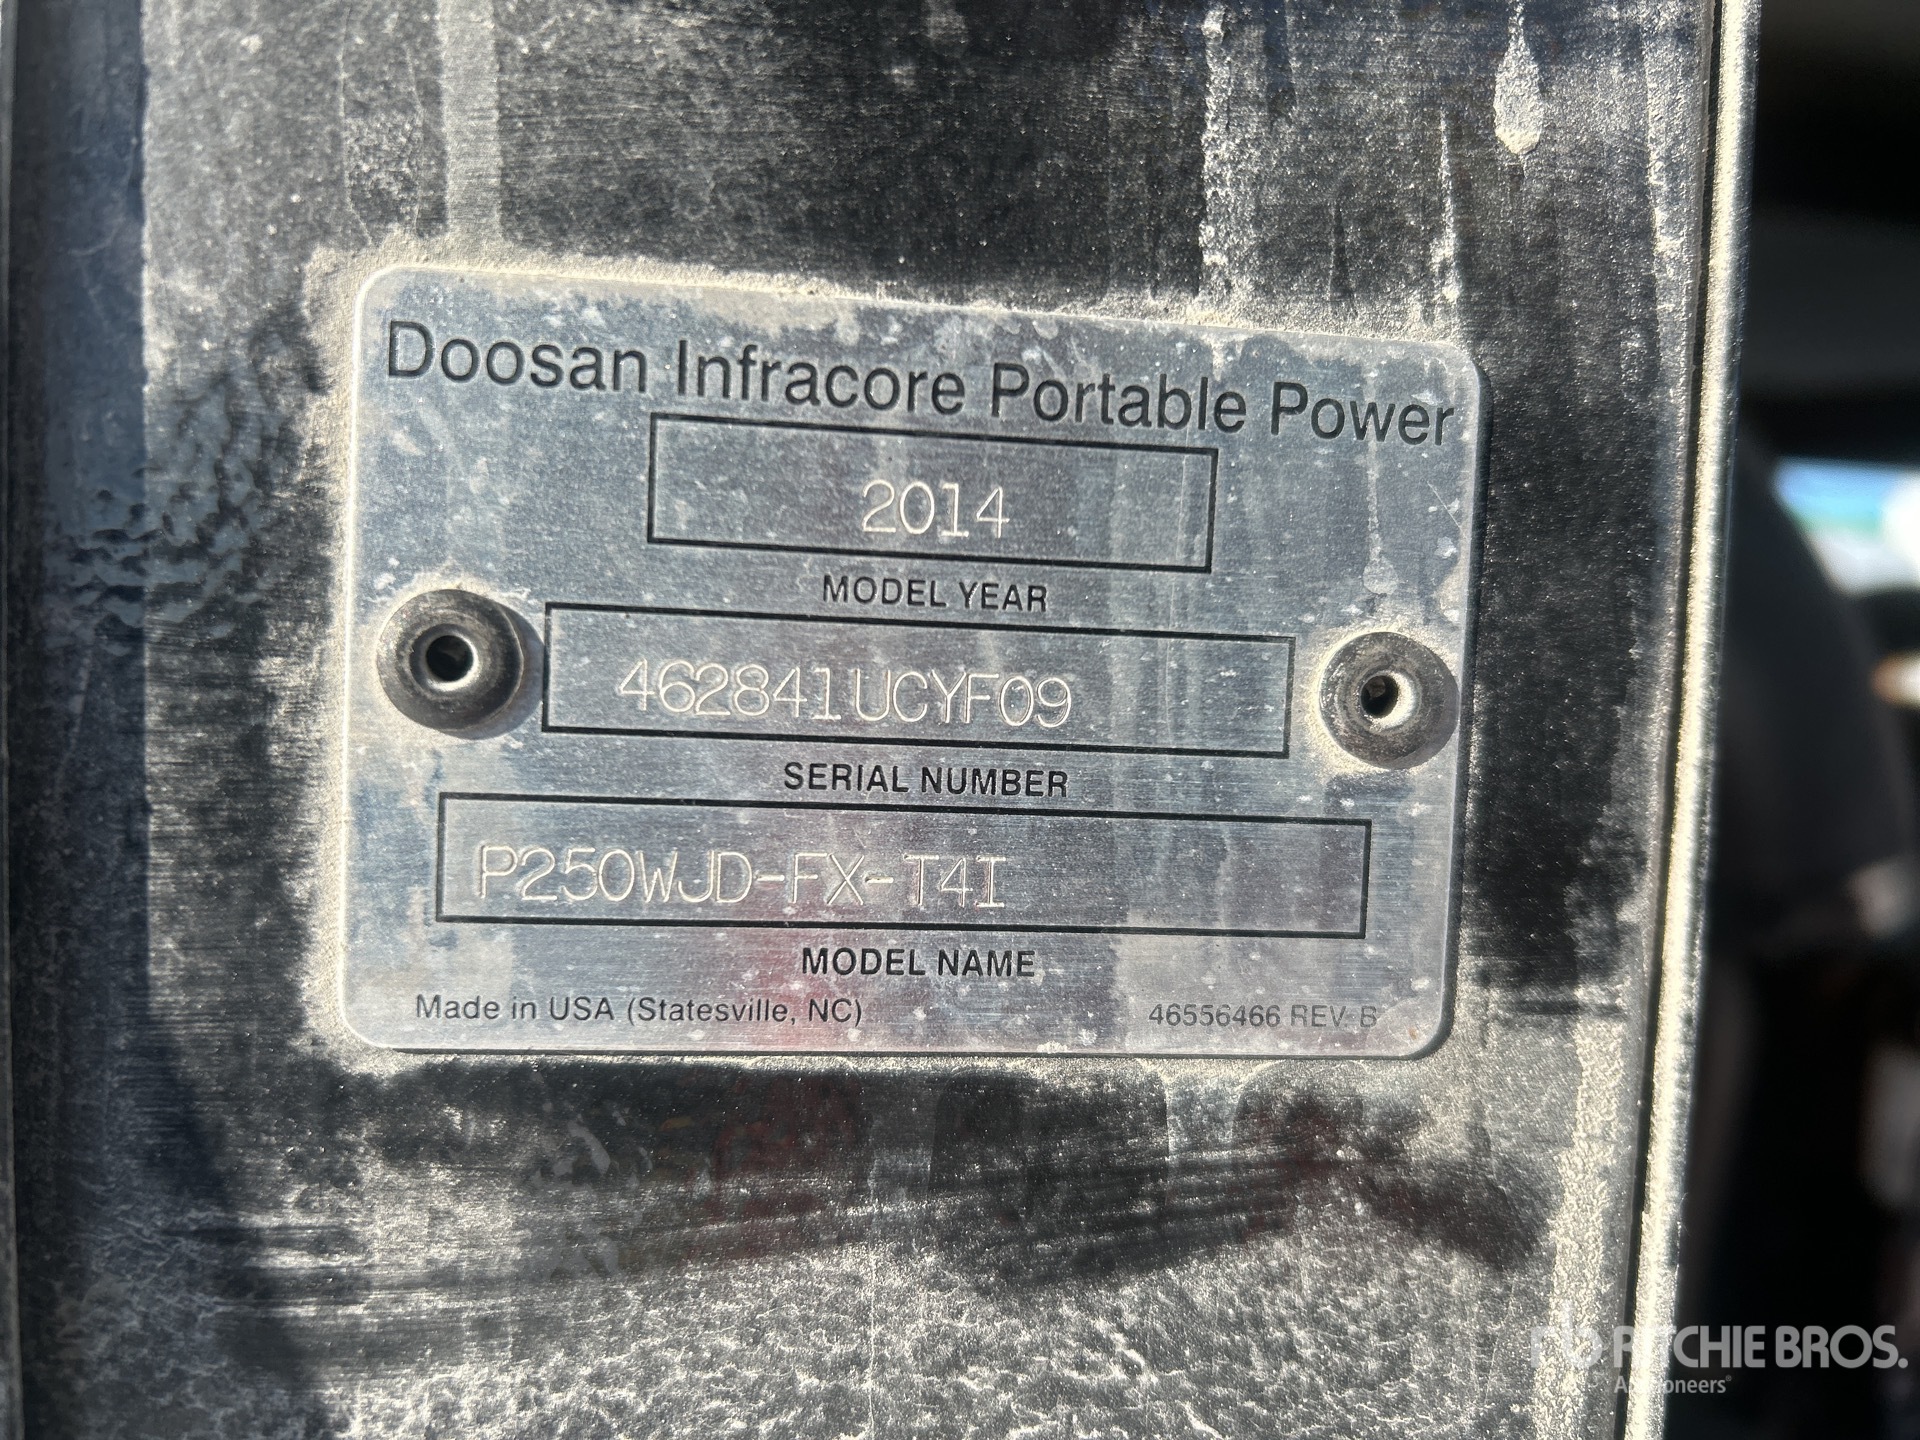 Doosan Infracore Portable Power
2014
MODEL YEAR
462841UCYF09
SERIAL NUMBER
P250WJD-FX-T4I
MODEL NAME
Made in USA (Statesville, NC)
46556466 REV. B
RITCHIE BROS.
Auctioneers